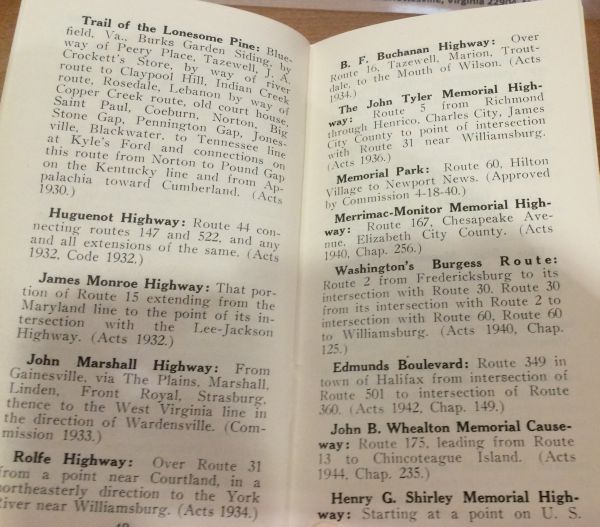 Virginia 229
Trail of the Lonesome Pine: Blue-
field, Va., Burks Garden Siding, by
way of Peery Place, Tazewell, J. A.
Crockett's Store, by way of river
route to Claypool Hill, Indian Creek
route, Rosedale, Lebanon by way of
Copper Creek route, old court house,
Saint Paul, Coeburn, Norton, Big
Stone Gap, Pennington Gap, Jones-
ville, Blackwater, to Tennessee line
at Kyle's Ford and connections on
this route from Norton to Pound Gap
on the Kentucky line and from Ap-
palachia toward Cumberland. (Acts
1930.)
Huguenot Highway: Route 44 con-
necting routes 147 and 522, and any
and all extensions of the same. (Acts
1932, Code 1932.)
James Monroe Highway: That por-
tion of Route 15 extending from the
Maryland line to the point of its in-
tersection with the Lee-Jackson
Highway. (Acts 1932.)
John Marshall Highway: From
Gainesville, via The Plains, Marshall,
Linden, Front Royal, Strasburg,
thence to the West Virginia line in
the direction of Wardensville. (Com-
mission 1933.)
Rolfe Highway: Over Route 31
from a point near Courtland, in a
northeasterly direction to the York
River near Williamsburg. (Acts 1934.)
B. F. Buchanan Highway: Over
Route 16, Tazewell, Marion, Trout-
dale, to the Mouth of Wilson. (Acts
1934.)
The John Tyler Memorial High-
way: Route 5 from Richmond
through Henrico, Charles City, James
City County to point of intersection
with Route 31 near Williamsburg.
(Acts 1936.)
Memorial Park: Route 60, Hilton
Village to Newport News. (Approved
by Commission 4-18-40.)
Merrimac-Monitor Memorial High-
way: Route 167, Chesapeake Ave-
nue, Elizabeth City County. (Acts
1940, Chap. 256.)
Washington's Burgess Route:
Route 2 from Fredericksburg to its
intersection with Route 30. Route 30
from its intersection with Route 2 to
intersection with Route 60, Route 60
to Williamsburg. (Acts 1940, Chap.
125.)
Edmunds Boulevard: Route 349 in
town of Halifax from intersection of
Route 501 to intersection of Route
360. (Acts 1942, Chap. 149.)
John B. Whealton Memorial Cause-
way: Route 175, leading from Route
13 to Chincoteague Island. (Acts
1944, Chap. 235.)
Henry G. Shirley Memorial High-
way: Starting at a point on U. S.